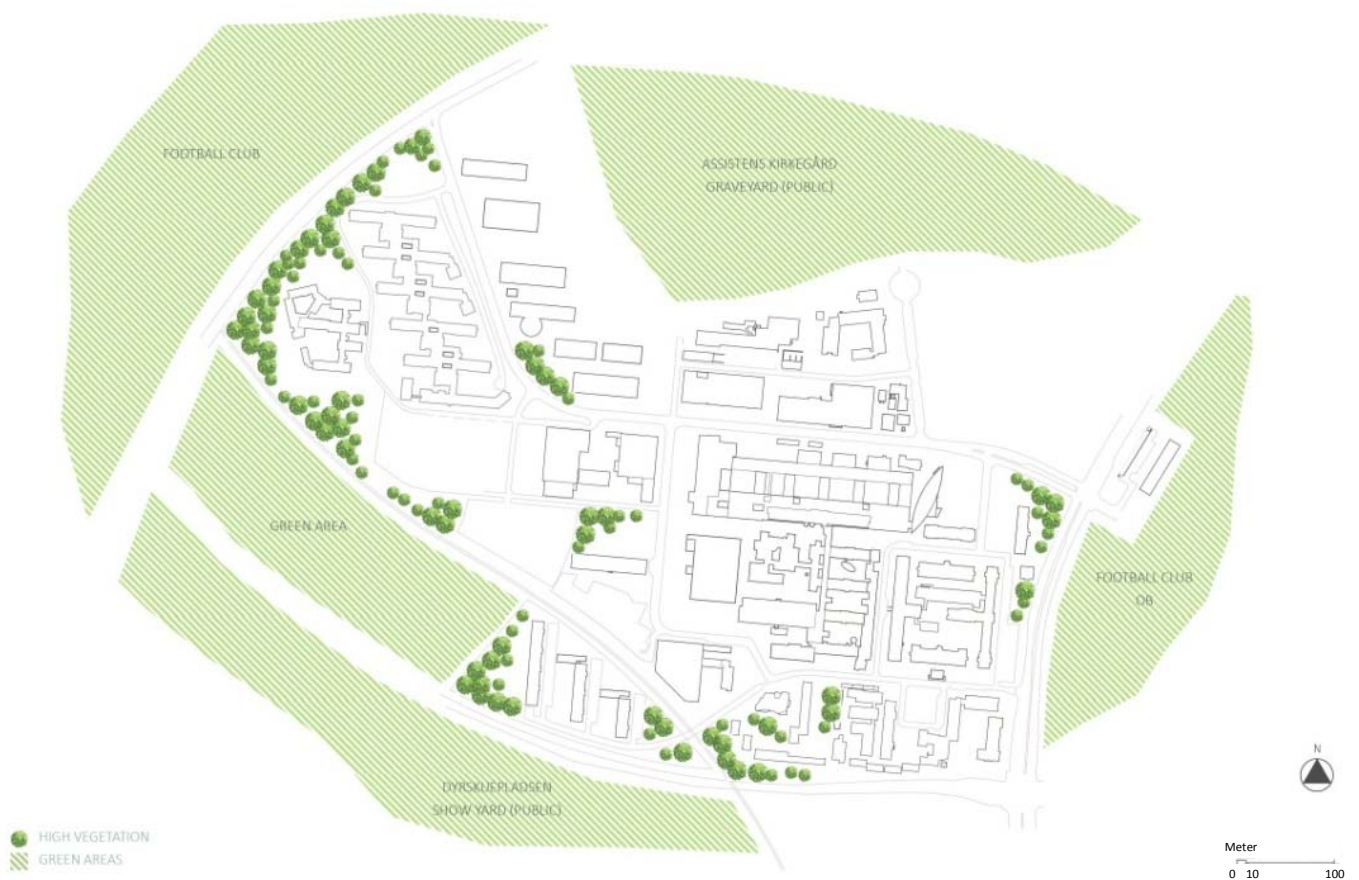 FOOTBALL CLUB
ASSISTENS KIRKEGÅRD
GRAVEYARD (PUBLIC)
GREEN AREA
FOOTBALL CLUB
OB
DYRSKUEPLADSEN
SHOW YARD (PUBLIC)
N
HIGH VEGETATION
GREEN AREAS
Meter
0 10 100